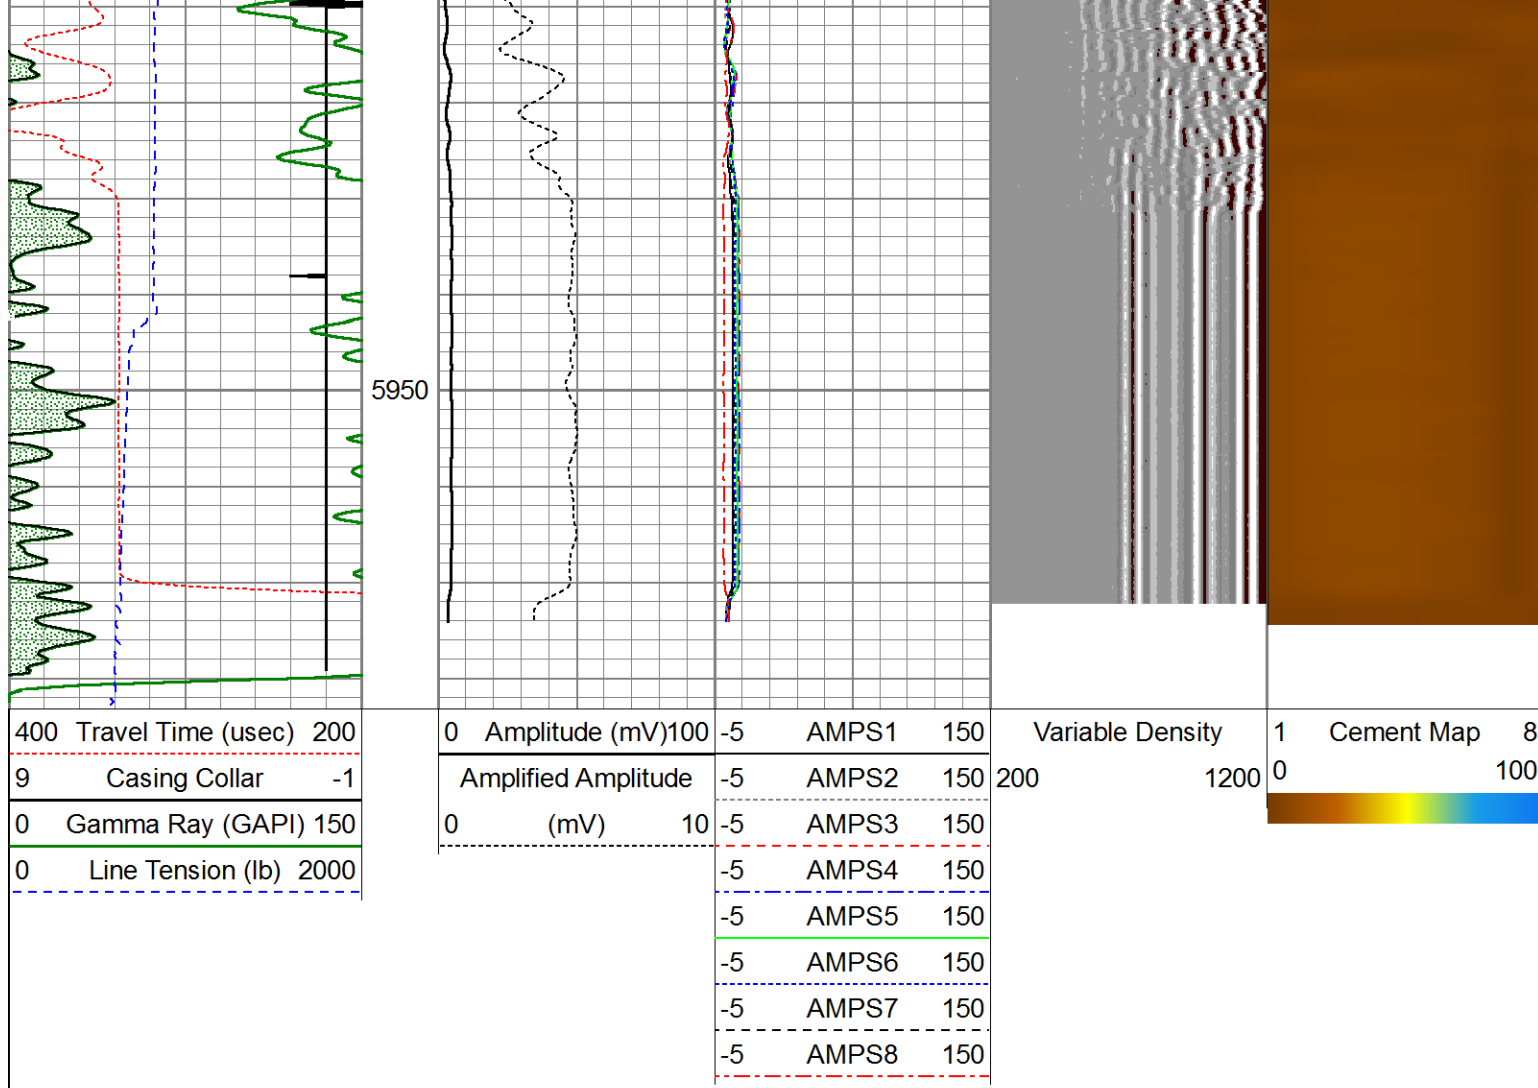 5950
400 Travel Time (usec) 200
9 Casing Collar -1
0 Gamma Ray (GAPI) 150
0 Line Tension (lb) 2000
0 Amplitude (mV)100
Amplified Amplitude
0 (mV) 10
-5 AMPS1 150
-5 AMPS2 150
-5 AMPS3 150
-5 AMPS4 150
-5 AMPS5 150
-5 AMPS6 150
-5 AMPS7 150
-5 AMPS8 150
Variable Density
200 1200
1 Cement Map 8
0 100